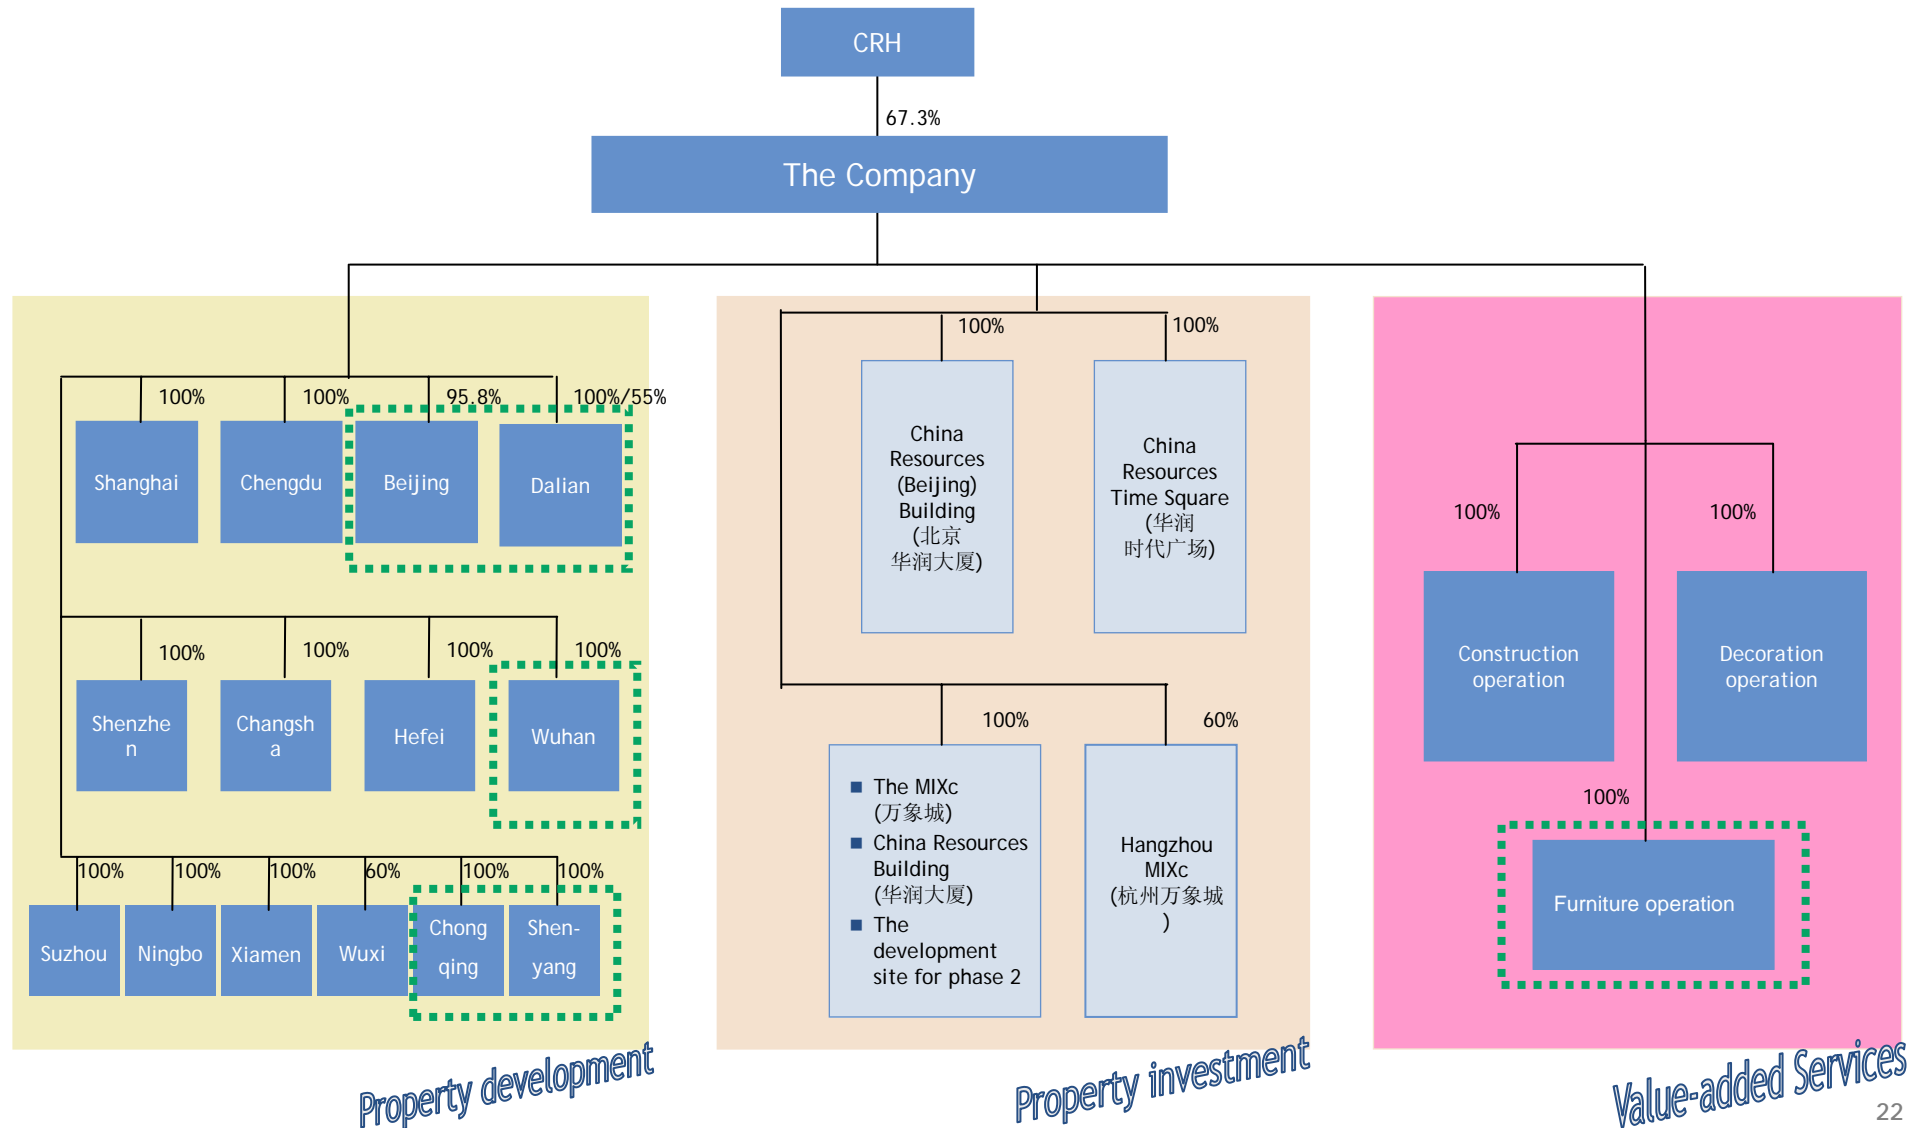 CRH
67.3%
The Company
100%
100%
95.8%
100%/55%
Shanghai
Chengdu
Beijing
Dalian
100%
100%
100%
100%
Shenzhe
n
Changsh
a
Hefei
Wuhan
100%
100%
100%
60%
100%
100%
Suzhou
Ningbo
Xiamen
Wuxi
Chong
qing
Shen-
yang
Property development
100%
100%
China
Resources
(Beijing)
Building
(北京
华润大厦)
China
Resources
Time Square
(华润
时代广场)
100%
60%
The MIXc
(万象城)
China Resources
Building
(华润大厦)
The
development
site for phase 2
Hangzhou
MIXc
(杭州万象城
)
Property investment
100%
100%
Construction
operation
Decoration
operation
100%
Furniture operation
Value-added Services
22